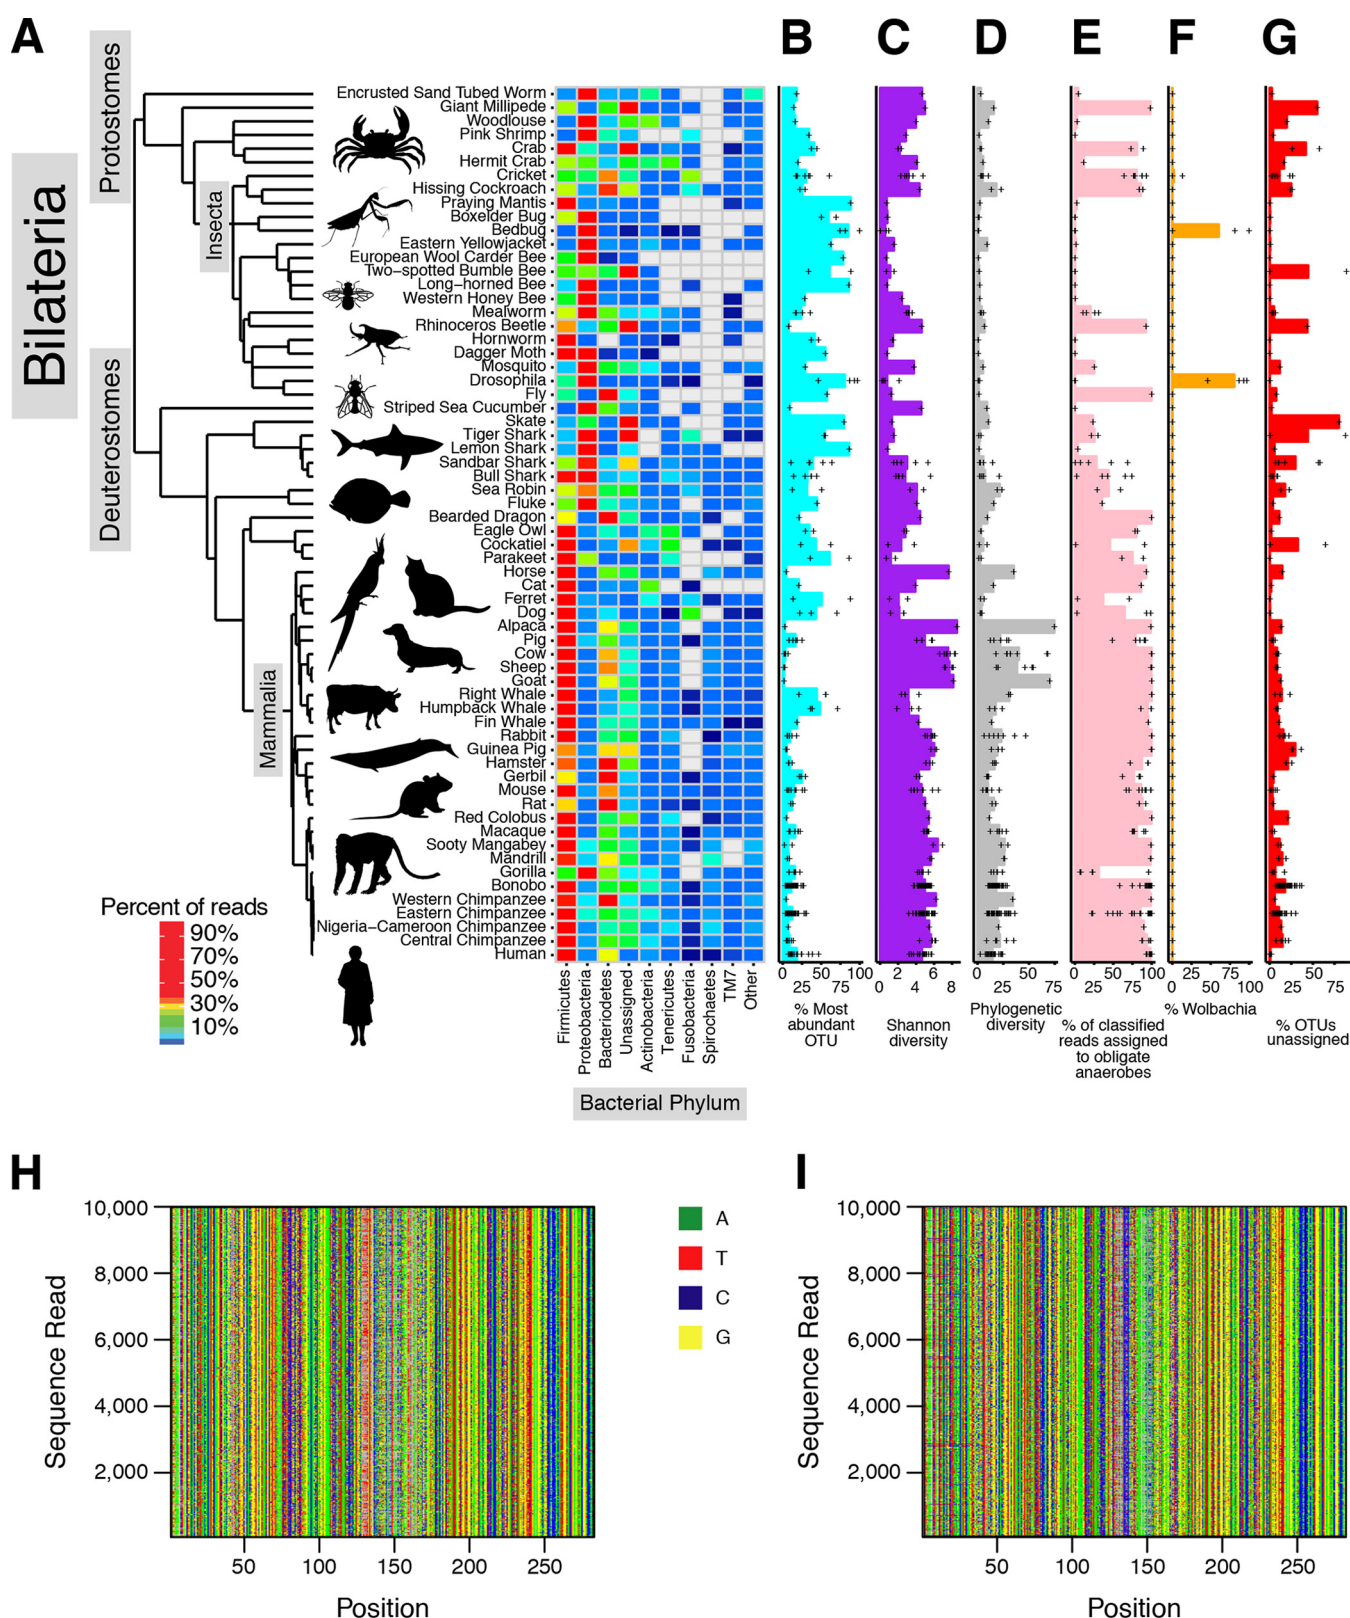 A
B
C
D
E
F
G
Bilateria
Protostomes
Insecta
Deuterostomes
Mammalia
Encrusted Sand Tubed Worm
Giant Millipede
Woodlouse
Pink Shrimp
Crab
Hermit Crab
Cricket
Hissing Cockroach
Praying Mantis
Boxelder Bug
Bedbug
Eastern Yellowjacket
European Wool Carder Bee
Two-spotted Bumble Bee
Long-horned Bee
Western Honey Bee
Mealworm
Rhinoceros Beetle
Hornworm
Dagger Moth
Mosquito
Drosophila
Fly
Striped Sea Cucumber
Skate
Tiger Shark
Lemon Shark
Sandbar Shark
Bull Shark
Sea Robin
Fluke
Bearded Dragon
Eagle Owl
Cockatiel
Parakeet
Horse
Cat
Ferret
Dog
Alpaca
Pig
Cow
Sheep
Goat
Right Whale
Humpback Whale
Fin Whale
Rabbit
Guinea Pig
Hamster
Gerbil
Mouse
Rat
Red Colobus
Macaque
Sooty Mangabey
Mandrill
Gorilla
Bonobo
Western Chimpanzee
Eastern Chimpanzee
Nigeria-Cameroon Chimpanzee
Central Chimpanzee
Human
Percent of reads
90%
70%
50%
30%
10%
Firmicutes
Proteobacteria
Bacteriodetes
Unassigned
Actinobacteria
Tenericutes
Fusobacteria
Spirochaetes
TM7
Other
Bacterial Phylum
0 50 100
25 75
% Most
abundant
OTU
2 6
0 4 8
Shannon
diversity
0 50
25 75
Phylogenetic
diversity
0 50 100
25 75
% of classified
reads assigned
to obligate
anaerobes
0 50 100
25 75
% Wolbachia
0 50
25 75
% OTUs
unassigned
H
10,000
8,000
6,000
4,000
2,000
Sequence Read
50 100 150 200 250
Position
A
T
C
G
I
10,000
8,000
6,000
4,000
2,000
Sequence Read
50 100 150 200 250
Position